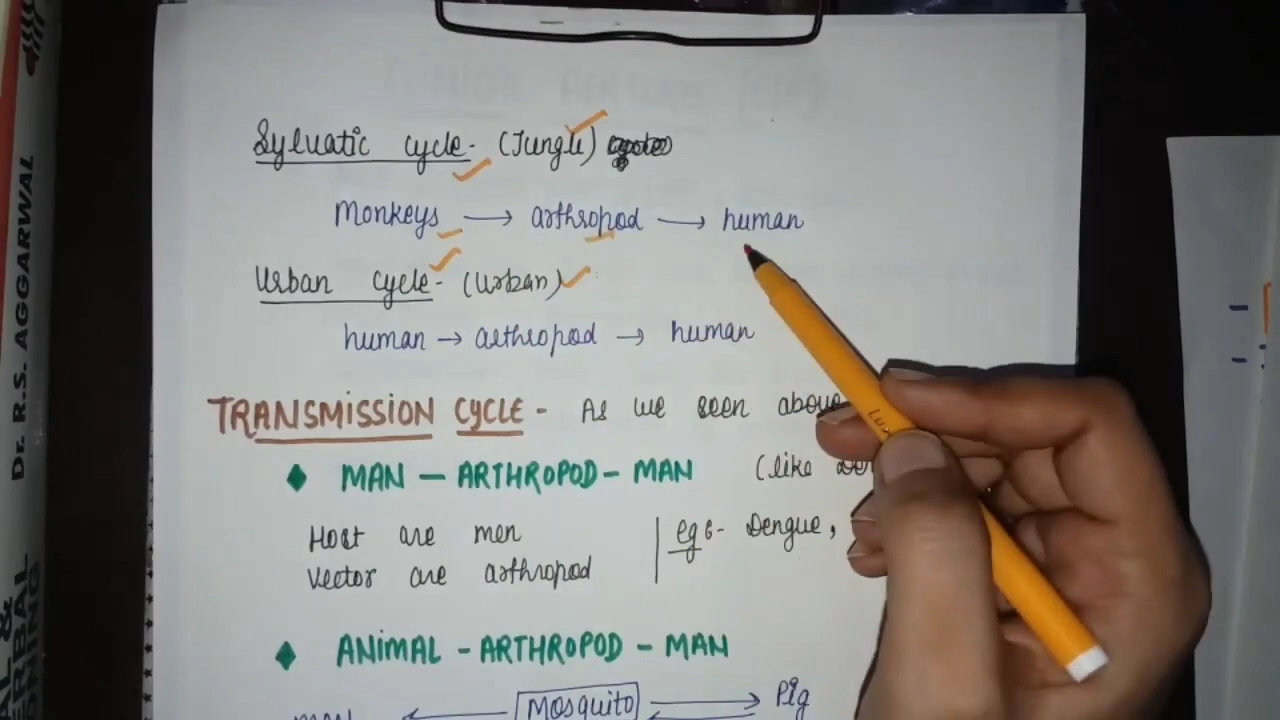 Sylvatic cycle- (Jungle)
Monkeys → arthropod → human
Urban cycle- (Urban)
human → arthropod → human
TRANSMISSION CYCLE- As we seen above
♦ MAN - ARTHROPOD - MAN (like
Host are men
Vector are arthropod
eg:- Dengue,
♦ ANIMAL - ARTHROPOD - MAN
Mosquito Pig
Dr. R.S. AGGARWAL
LUX